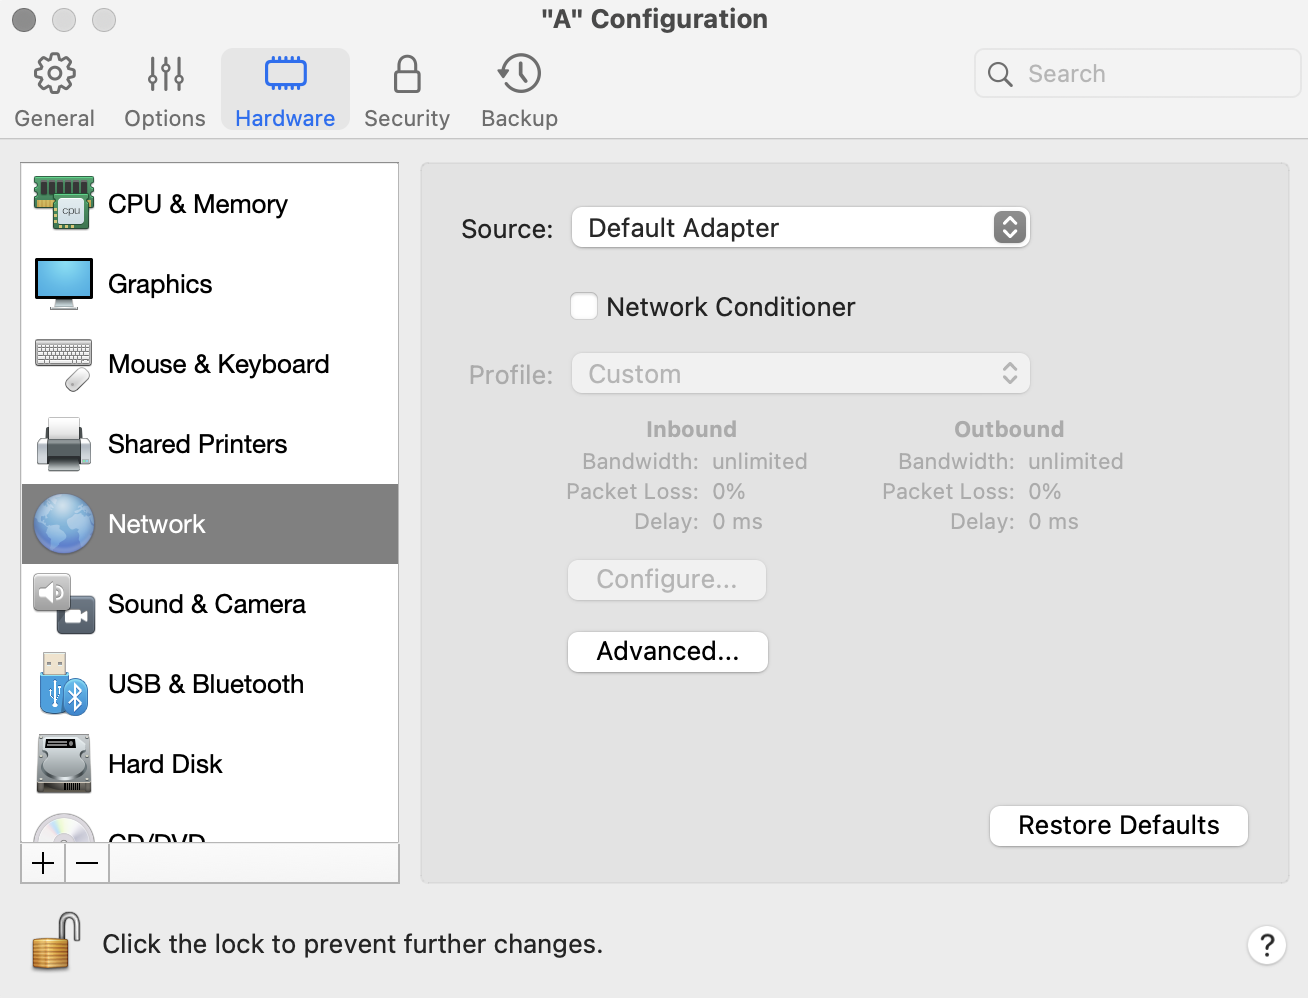 "A" Configuration
General Options Hardware Security Backup
Search
CPU & Memory
Graphics
Mouse & Keyboard
Shared Printers
Network
Sound & Camera
USB & Bluetooth
Hard Disk
CD/DVD
Source: Default Adapter
Network Conditioner
Profile: Custom
Inbound Outbound
Bandwidth: unlimited Bandwidth: unlimited
Packet Loss: 0% Packet Loss: 0%
Delay: 0 ms Delay: 0 ms
Configure...
Advanced...
Restore Defaults
Click the lock to prevent further changes.
?